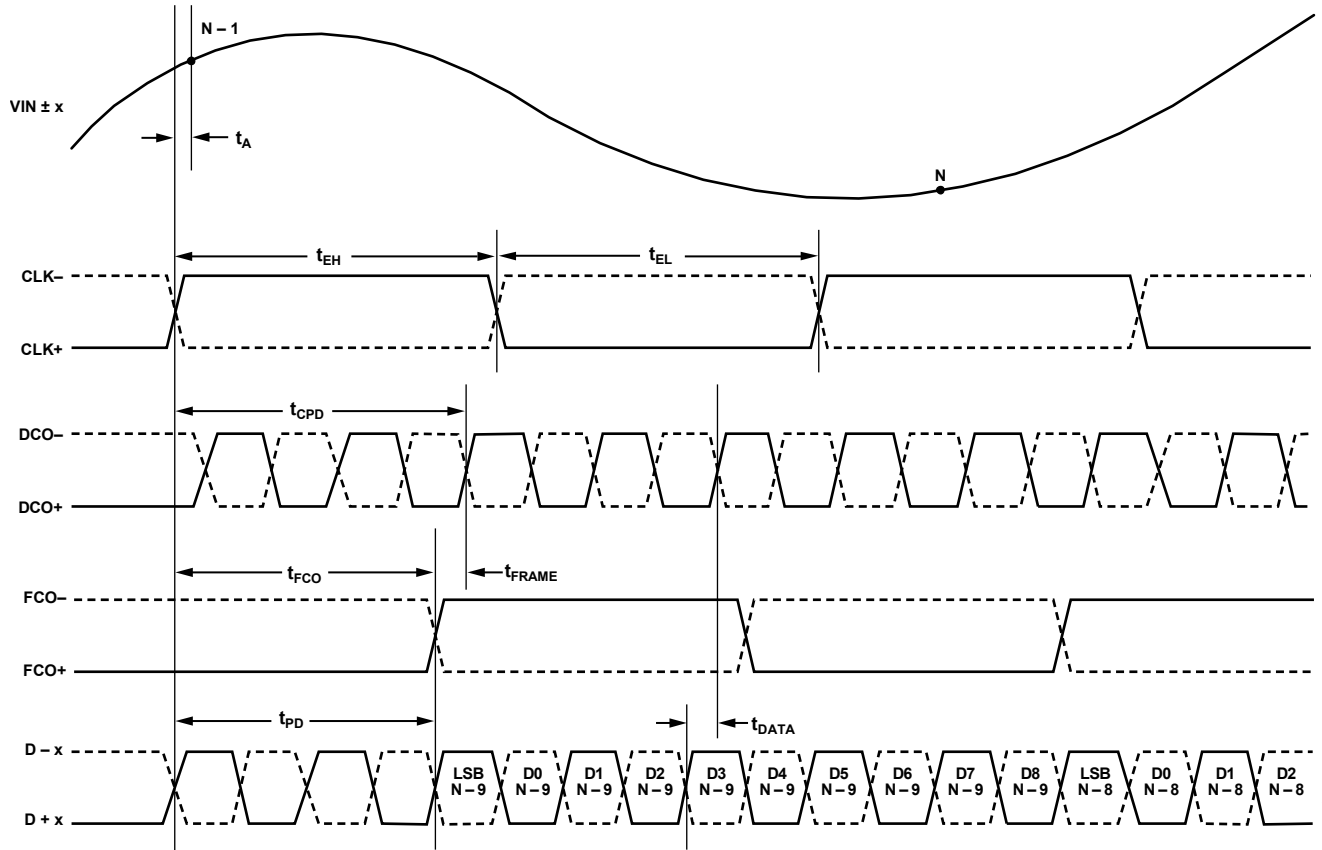 N – 1
VIN ± x
tA
N
tEH
tEL
CLK–
CLK+
tCPD
DCO–
DCO+
tFCO
tFRAME
FCO–
FCO+
tPD
tDATA
D – x
LSB D0 D1 D2 D3 D4 D5 D6 D7 D8 LSB D0 D1 D2
N – 9 N – 9 N – 9 N – 9 N – 9 N – 9 N – 9 N – 9 N – 9 N – 9 N – 8 N – 8 N – 8 N – 8
D + x